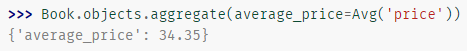 >>> Book.objects.aggregate(average_price=Avg('price'))
{'average_price': 34.35}